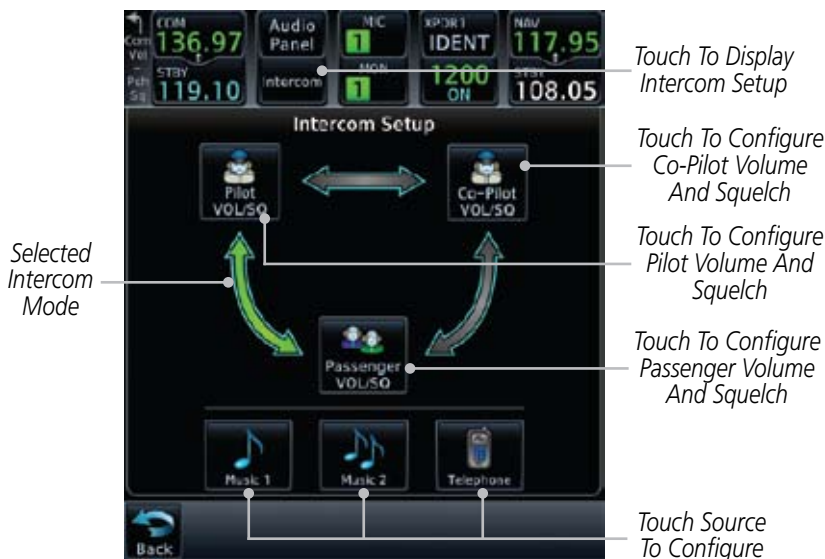 COM
136.97
STBY
119.10
Com
Vol
Psh
Sq
Audio
Panel
Intercom
MIC
1
MON
1
XPDR1
IDENT
1200
ON
NAV
117.95
STBY
108.05
Intercom Setup
Pilot
VOL/SQ
Co-Pilot
VOL/SQ
Passenger
VOL/SQ
Music 1
Music 2
Telephone
Back
Selected
Intercom
Mode
Touch To Display
Intercom Setup
Touch To Configure
Co-Pilot Volume
And Squelch
Touch To Configure
Pilot Volume And
Squelch
Touch To Configure
Passenger Volume
And Squelch
Touch Source
To Configure